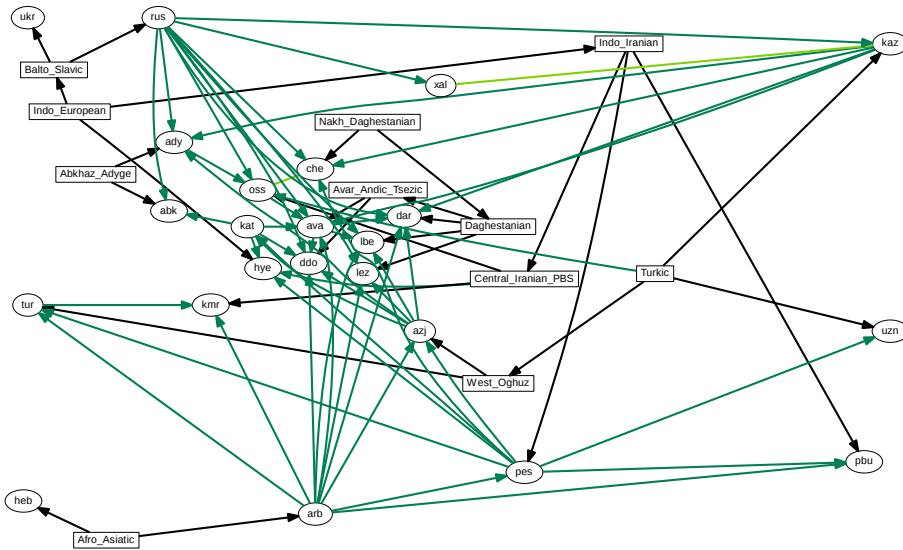 ukr
rus
Indo_Iranian
kaz
Balto_Slavic
xal
Indo_European
Nakh_Daghestanian
ady
che
Abkhaz_Adyge
oss
Avar_Andic_Tsezic
abk
dar
kat
ava
Daghestanian
lbe
hye
ddo
lez
Turkic
Central_Iranian_PBS
tur
kmr
azj
uzn
West_Oghuz
pbu
pes
heb
arb
Afro_Asiatic